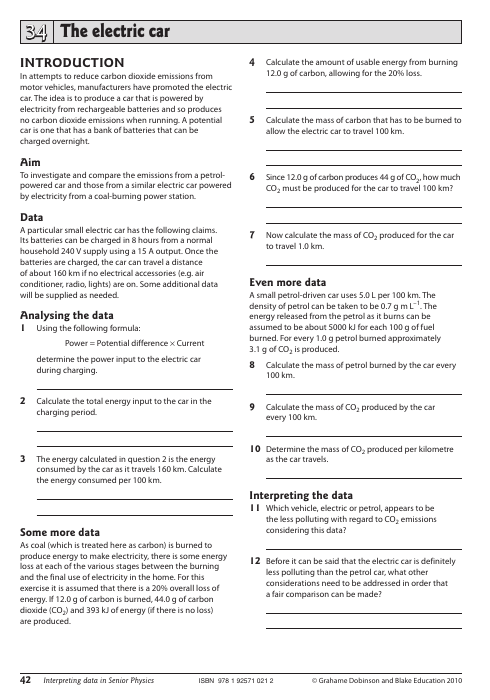 34 The electric car
INTRODUCTION
In attempts to reduce carbon dioxide emissions from
motor vehicles, manufacturers have promoted the electric
car. The idea is to produce a car that is powered by
electricity from rechargeable batteries and so produces
no carbon dioxide emissions when running. A potential
car is one that has a bank of batteries that can be
charged overnight.
Aim
To investigate and compare the emissions from a petrol-
powered car and those from a similar electric car powered
by electricity from a coal-burning power station.
Data
A particular small electric car has the following claims.
Its batteries can be charged in 8 hours from a normal
household 240 V supply using a 15 A output. Once the
batteries are charged, the car can travel a distance
of about 160 km if no electrical accessories (e.g. air
conditioner, radio, lights) are on. Some additional data
will be supplied as needed.
Analysing the data
1 Using the following formula:
Power = Potential difference × Current
determine the power input to the electric car
during charging.
2 Calculate the total energy input to the car in the
charging period.
3 The energy calculated in question 2 is the energy
consumed by the car as it travels 160 km. Calculate
the energy consumed per 100 km.
Some more data
As coal (which is treated here as carbon) is burned to
produce energy to make electricity, there is some energy
loss at each of the various stages between the burning
and the final use of electricity in the home. For this
exercise it is assumed that there is a 20% overall loss of
energy. If 12.0 g of carbon is burned, 44.0 g of carbon
dioxide (CO₂) and 393 kJ of energy (if there is no loss)
are produced.
4 Calculate the amount of usable energy from burning
12.0 g of carbon, allowing for the 20% loss.
5 Calculate the mass of carbon that has to be burned to
allow the electric car to travel 100 km.
6 Since 12.0 g of carbon produces 44 g of CO₂, how much
CO₂ must be produced for the car to travel 100 km?
7 Now calculate the mass of CO₂ produced for the car
to travel 1.0 km.
Even more data
A small petrol-driven car uses 5.0 L per 100 km. The
density of petrol can be taken to be 0.7 g m L⁻¹. The
energy released from the petrol as it burns can be
assumed to be about 5000 kJ for each 100 g of fuel
burned. For every 1.0 g petrol burned approximately
3.1 g of CO₂ is produced.
8 Calculate the mass of petrol burned by the car every
100 km.
9 Calculate the mass of CO₂ produced by the car
every 100 km.
10 Determine the mass of CO₂ produced per kilometre
as the car travels.
Interpreting the data
11 Which vehicle, electric or petrol, appears to be
the less polluting with regard to CO₂ emissions
considering this data?
12 Before it can be said that the electric car is definitely
less polluting than the petrol car, what other
considerations need to be addressed in order that
a fair comparison can be made?
42 Interpreting data in Senior Physics ISBN 978 1 92571 021 2 © Grahame Dobinson and Blake Education 2010